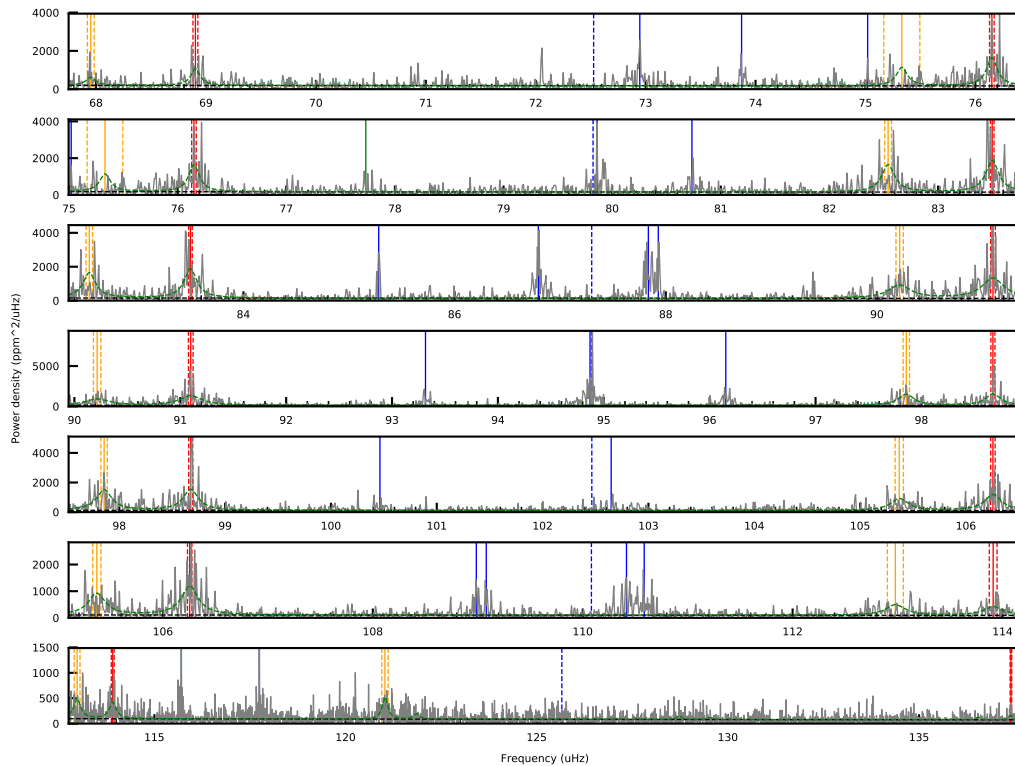 4000
2000
0
68 69 70 71 72 73 74 75 76
4000
2000
0
75 76 77 78 79 80 81 82 83
4000
2000
0
84 86 88 90
Power density (ppm^2/uHz)
5000
0
90 91 92 93 94 95 96 97 98
4000
2000
0
98 99 100 101 102 103 104 105 106
2000
1000
0
106 108 110 112 114
1500
1000
500
0
115 120 125 130 135
Frequency (uHz)